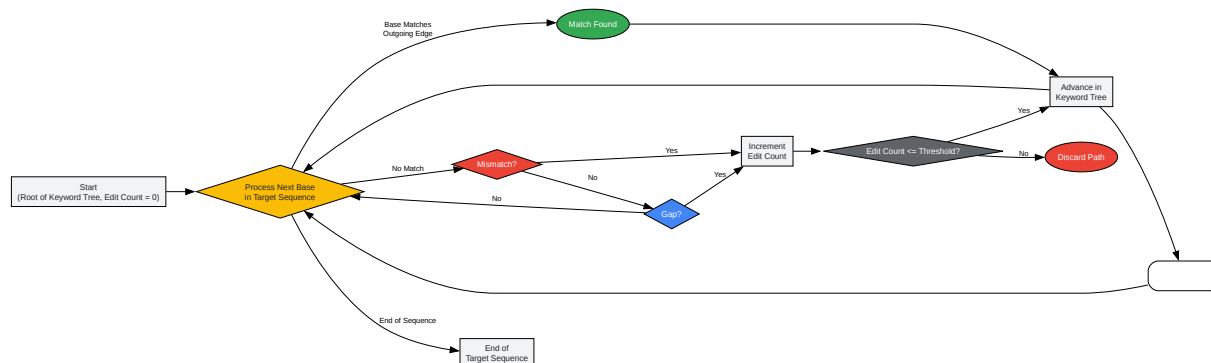 Base Matches
Outgoing Edge
Match Found
Advance in
Keyword Tree
Yes
Increment
Edit Count
Edit Count <= Threshold?
Yes
No
Discard Path
No Match
Mismatch?
No
Yes
Start
(Root of Keyword Tree, Edit Count = 0)
Process Next Base
in Target Sequence
No
Gap?
End of Sequence
End of
Target Sequence